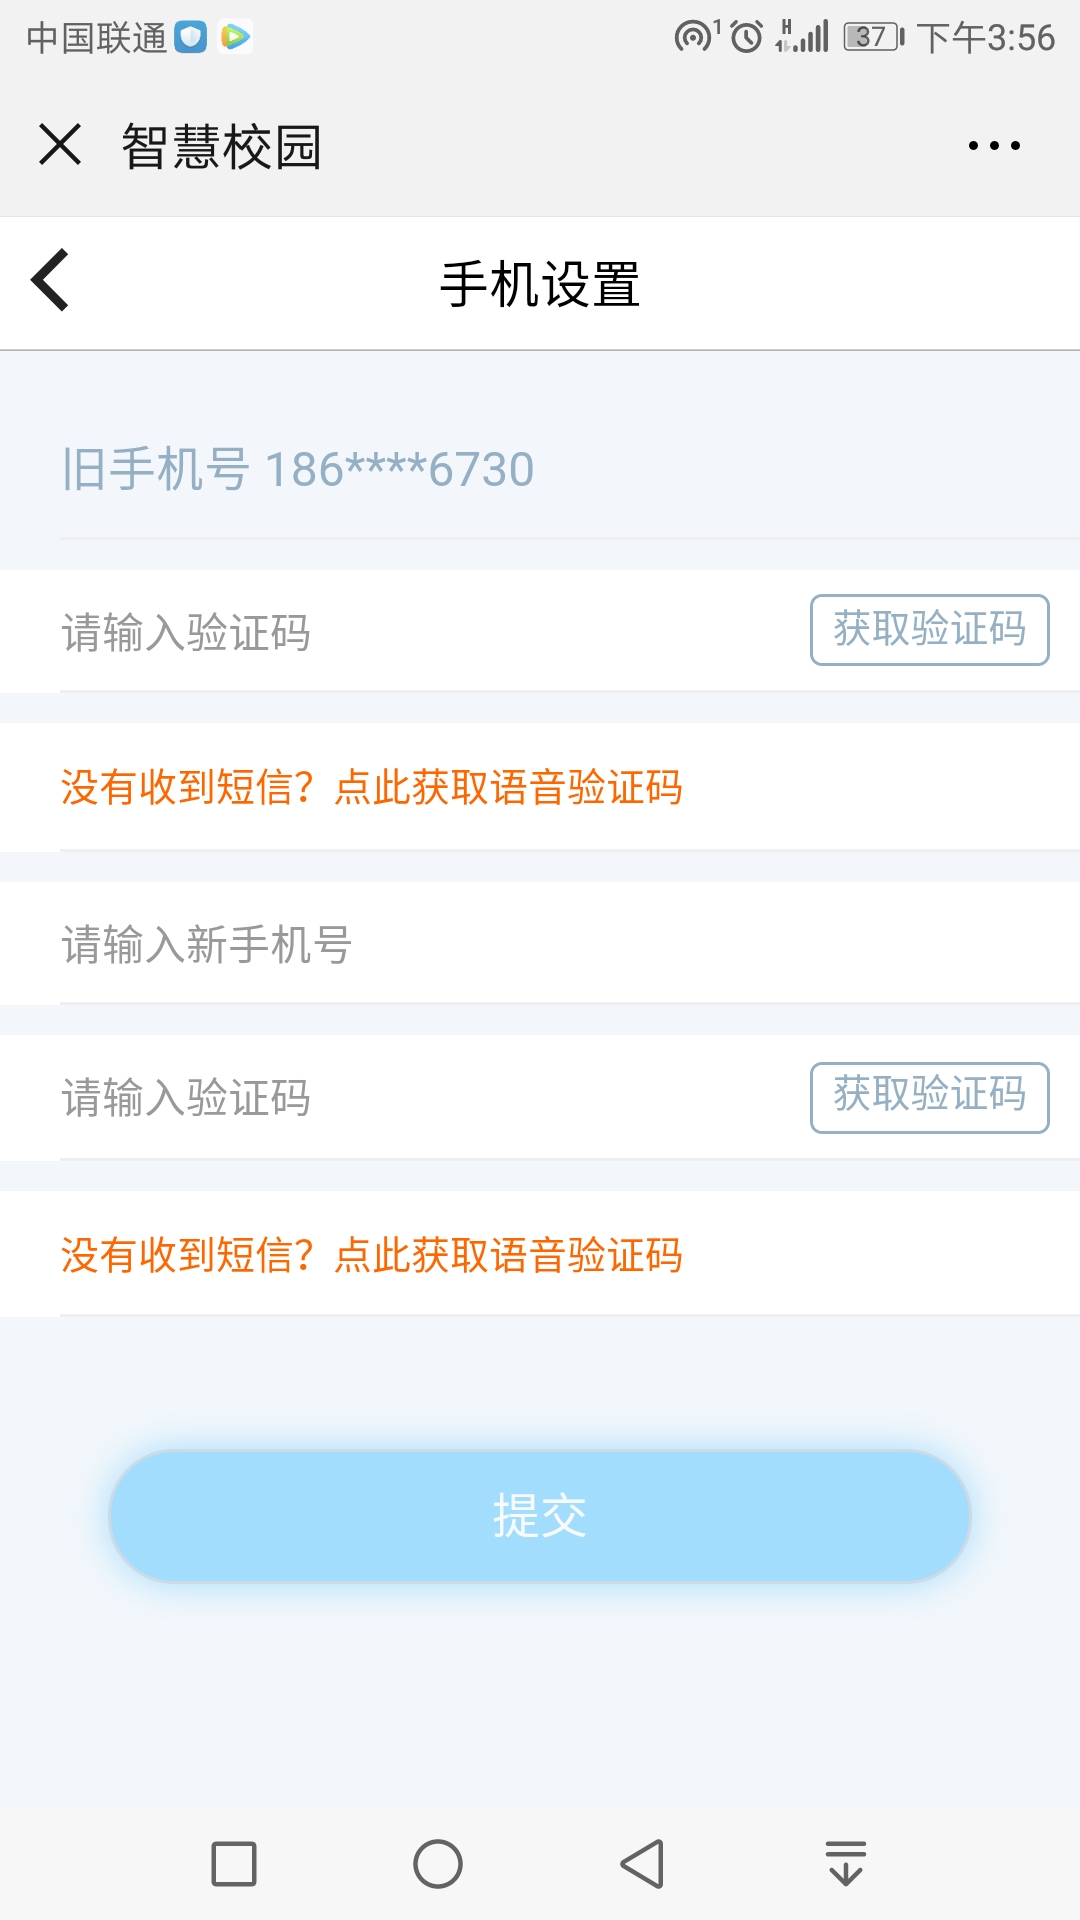 中国联通 1 H 37 下午3:56
智慧校园
手机设置
旧手机号 186****6730
请输入验证码 获取验证码
没有收到短信？点此获取语音验证码
请输入新手机号
请输入验证码 获取验证码
没有收到短信？点此获取语音验证码
提交